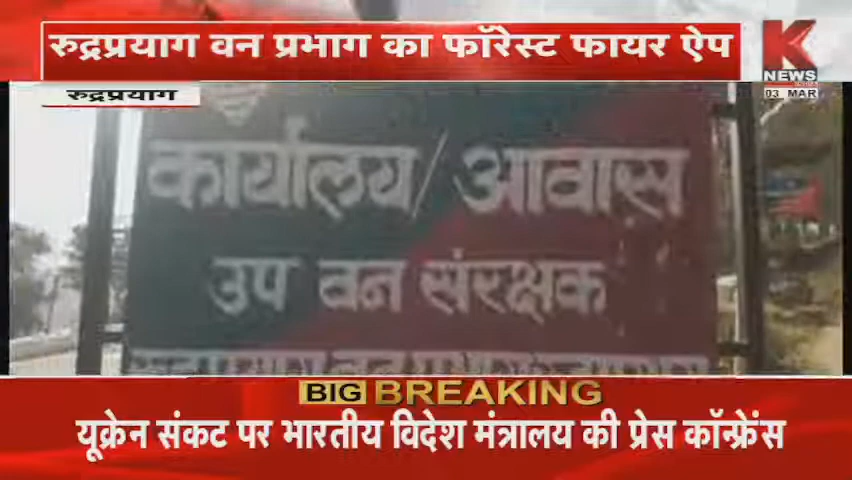 रुद्रप्रयाग वन प्रभाग का फॉरेस्ट फायर ऐप
K
NEWS
03 MAR
रुद्रप्रयाग
कार्यालय/आवास
उप वन संरक्षक
BIG BREAKING
यूक्रेन संकट पर भारतीय विदेश मंत्रालय की प्रेस कॉन्फ्रेंस